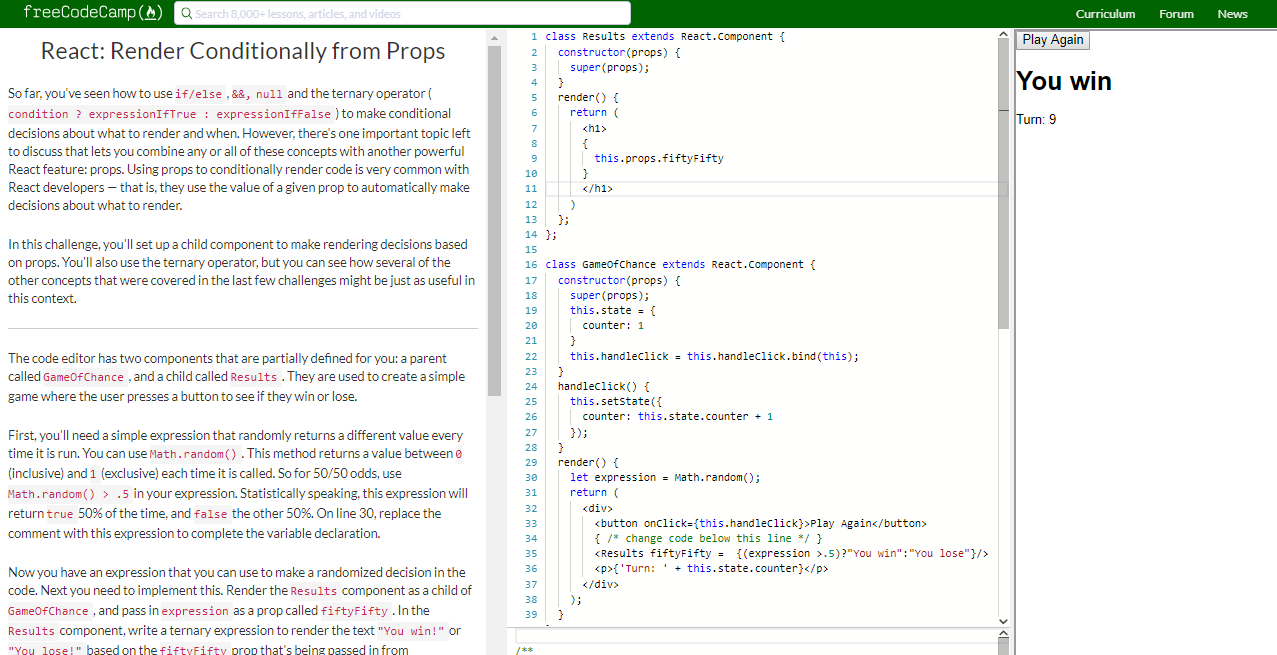 freeCodeCamp
Search 8,000+ lessons, articles, and videos
Curriculum
Forum
News
React: Render Conditionally from Props
So far, you've seen how to use if/else , &&, null and the ternary operator (
condition ? expressionIfTrue : expressionIfFalse ) to make conditional
decisions about what to render and when. However, there's one important topic left
to discuss that lets you combine any or all of these concepts with another powerful
React feature: props. Using props to conditionally render code is very common with
React developers — that is, they use the value of a given prop to automatically make
decisions about what to render.
In this challenge, you'll set up a child component to make rendering decisions based
on props. You'll also use the ternary operator, but you can see how several of the
other concepts that were covered in the last few challenges might be just as useful in
this context.
The code editor has two components that are partially defined for you: a parent
called GameOfChance , and a child called Results . They are used to create a simple
game where the user presses a button to see if they win or lose.
First, you'll need a simple expression that randomly returns a different value every
time it is run. You can use Math.random() . This method returns a value between 0
(inclusive) and 1 (exclusive) each time it is called. So for 50/50 odds, use
Math.random() > .5 in your expression. Statistically speaking, this expression will
return true 50% of the time, and false the other 50%. On line 30, replace the
comment with this expression to complete the variable declaration.
Now you have an expression that you can use to make a randomized decision in the
code. Next you need to implement this. Render the Results component as a child of
GameOfChance , and pass in expression as a prop called fiftyFifty . In the
Results component, write a ternary expression to render the text "You win!" or
"You lose!" based on the fiftyFifty prop that's being passed in from
1 class Results extends React.Component {
2 constructor(props) {
3 super(props);
4 }
5 render() {
6 return (
7 <h1>
8 {
9 this.props.fiftyFifty
10 }
11 </h1>
12 )
13 };
14 };
15
16 class GameOfChance extends React.Component {
17 constructor(props) {
18 super(props);
19 this.state = {
20 counter: 1
21 }
22 this.handleClick = this.handleClick.bind(this);
23 }
24 handleClick() {
25 this.setState({
26 counter: this.state.counter + 1
27 });
28 }
29 render() {
30 let expression = Math.random();
31 return (
32 <div>
33 <button onClick={this.handleClick}>Play Again</button>
34 { /* change code below this line */ }
35 <Results fiftyFifty = {(expression >.5)?"You win":"You lose"}/>
36 <p>{'Turn: ' + this.state.counter}</p>
37 </div>
38 );
39 }
/**
Play Again
You win
Turn: 9